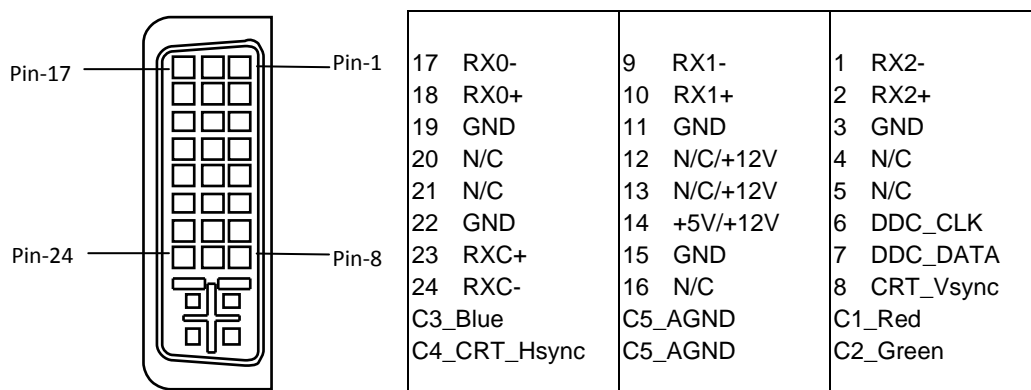 Pin-17
Pin-1
Pin-24
Pin-8
17 RX0- 9 RX1- 1 RX2-
18 RX0+ 10 RX1+ 2 RX2+
19 GND 11 GND 3 GND
20 N/C 12 N/C/+12V 4 N/C
21 N/C 13 N/C/+12V 5 N/C
22 GND 14 +5V/+12V 6 DDC_CLK
23 RXC+ 15 GND 7 DDC_DATA
24 RXC- 16 N/C 8 CRT_Vsync
C3_Blue C5_AGND C1_Red
C4_CRT_Hsync C5_AGND C2_Green